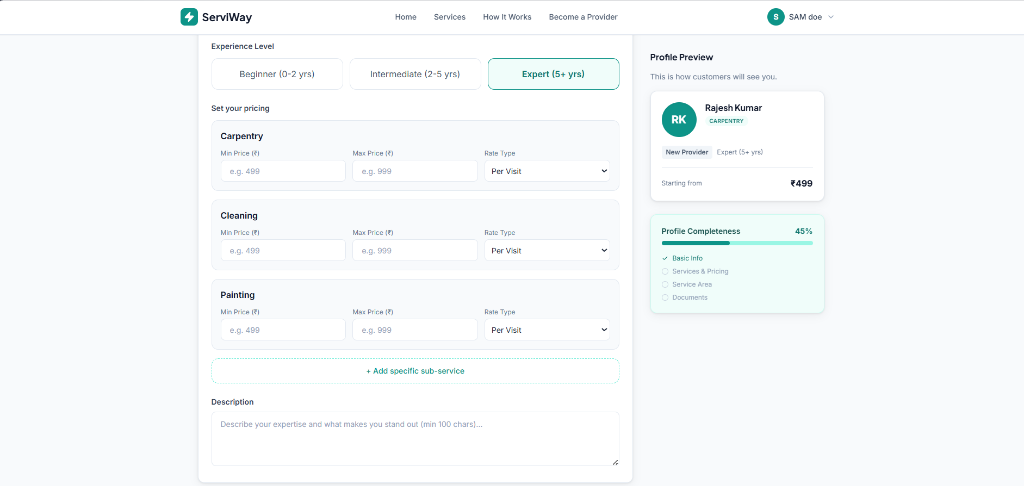 ServiWay
Home Services How It Works Become a Provider
S SAM doe
Experience Level
Beginner (0-2 yrs) Intermediate (2-5 yrs) Expert (5+ yrs)
Set your pricing
Carpentry
Min Price (₹) Max Price (₹) Rate Type
e.g. 499 e.g. 999 Per Visit
Cleaning
Min Price (₹) Max Price (₹) Rate Type
e.g. 499 e.g. 999 Per Visit
Painting
Min Price (₹) Max Price (₹) Rate Type
e.g. 499 e.g. 999 Per Visit
+ Add specific sub-service
Description
Describe your expertise and what makes you stand out (min 100 chars)...
Profile Preview
This is how customers will see you.
RK
Rajesh Kumar
CARPENTRY
New Provider Expert (5+ yrs)
Starting from ₹499
Profile Completeness 45%
Basic Info
Services & Pricing
Service Area
Documents